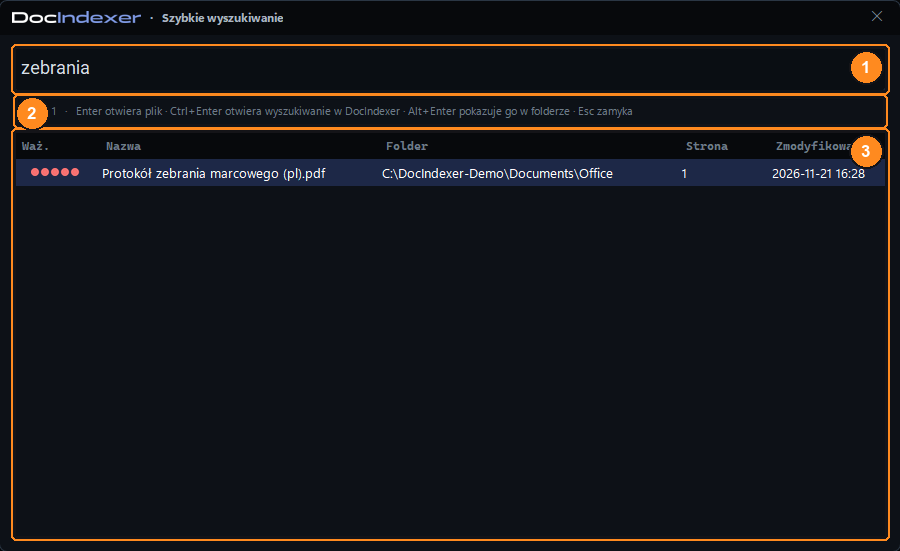 DocIndexer · Szybkie wyszukiwanie
zebrania
1
2
1 · Enter otwiera plik · Ctrl+Enter otwiera wyszukiwanie w DocIndexer · Alt+Enter pokazuje go w folderze · Esc zamyka
Waż. Nazwa Folder Strona
3
Protokół zebrania marcowego (pl).pdf C:\DocIndexer-Demo\Documents\Office 1 2026-11-21 16:28